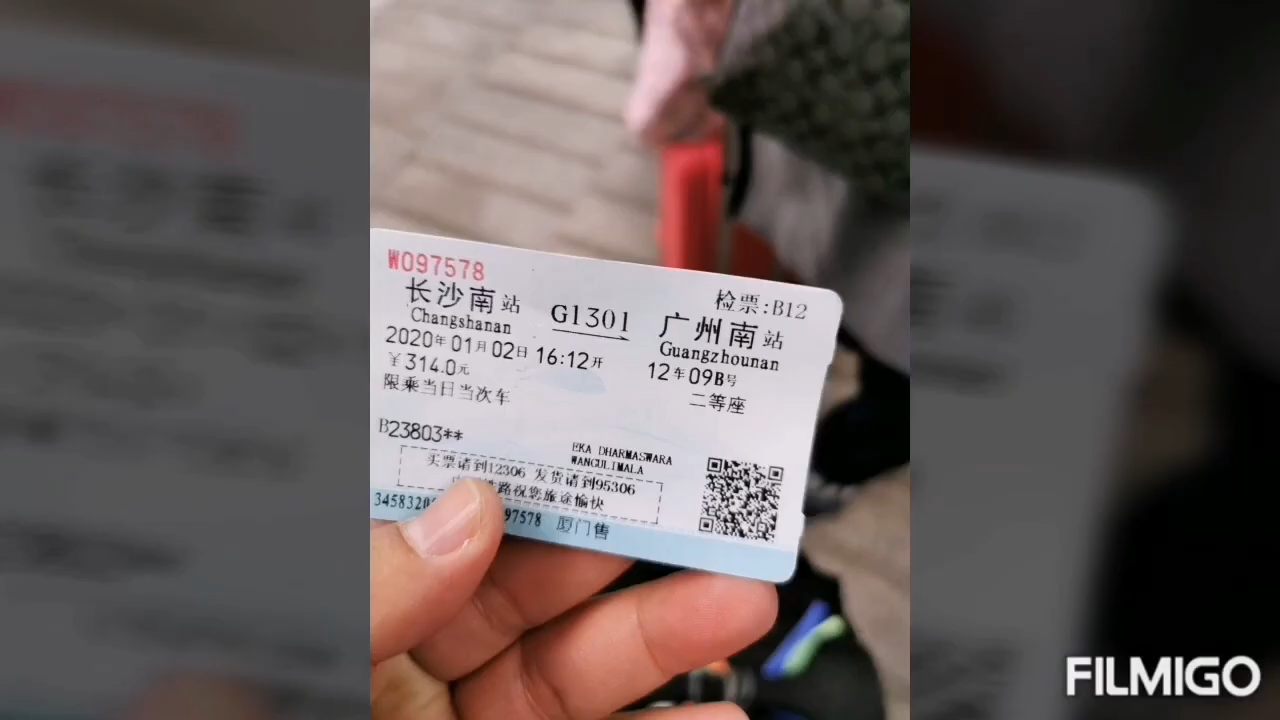 W097578
检票:B12
长沙南站 G1301 广州南站
Changshanan Guangzhounan
2020年01月02日 16:12开 12车09B号
￥314.0元 二等座
限乘当日当次车
B23803**
EKA DHARMASWARA
WANGULIMALA
买票请到12306 发货请到95306
路祝您旅途愉快
3458320 97578 厦门售
FILMIGO